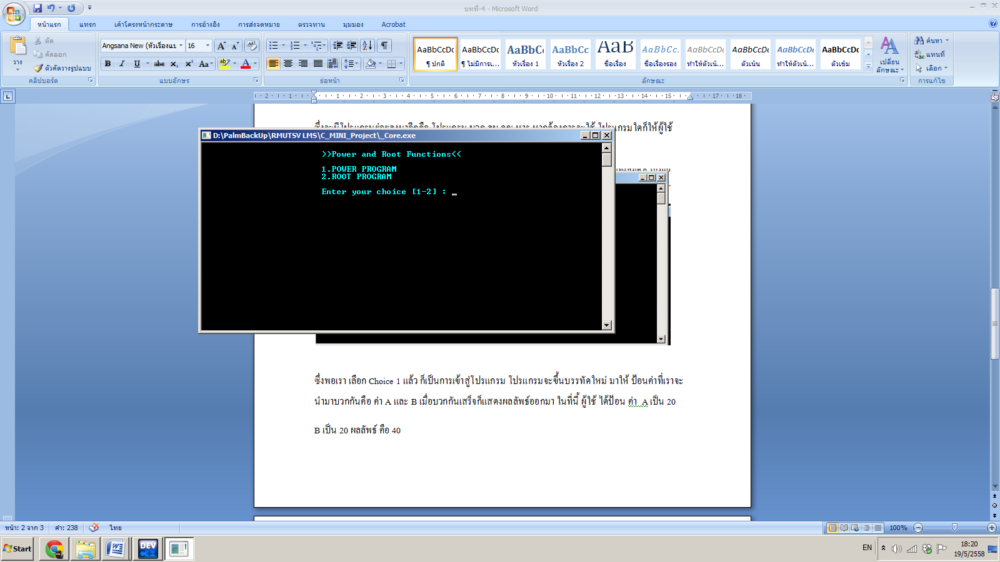 บทที่-4 - Microsoft Word
หน้าแรก แทรก เค้าโครงหน้ากระดาษ การอ้างอิง การส่งจดหมาย ตรวจทาน มุมมอง Acrobat
วาง
ตัด
คัดลอก
ตัวคัดวางรูปแบบ
คลิปบอร์ด
Angsana New (หัวเรื่องแบ 16
แบบอักษร
ย่อหน้า
AaBbCcDc AaBbCcDc AaBbC AaBbCc AaB AaBbCc. AaBbCcDc AaBbCcDc AaBbCcDc AaBbCcDc
¶ ปกติ ¶ ไม่มีการเ... หัวเรื่อง 1 หัวเรื่อง 2 ชื่อเรื่อง ชื่อเรื่องรอง ทำให้ตัวเน้... ตัวเน้น ทำให้ตัวเน้... ตัวเข้ม
เปลี่ยน
ลักษณะ
ลักษณะ
ค้นหา
แทนที่
เลือก
การแก้ไข
2 1 1 2 3 4 5 6 7 8 9 10 11 12 13 14 15 17 18
D:\PalmBackUp\RMUTSV LMS\C_MINI_Project\_Core.exe
>>Power and Root Functions<<
1.POWER PROGRAM
2.ROOT PROGRAM
Enter your choice [1-2] : _
ซึ่งพอเรา เลือก Choice 1 แล้ว ก็เป็นการเข้าสู่โปรแกรม โปรแกรมจะขึ้นบรรทัดใหม่ มาให้ ป้อนค่าที่เราจะ
นำมาบวกกันคือ ค่า A และ B เมื่อบวกกันเสร็จก็แสดงผลลัพธ์ออกมา ในที่นี้ ผู้ใช้ ได้ป้อน ค่า A เป็น 20
B เป็น 20 ผลลัพธ์ คือ 40
หน้า: 2 จาก 3 คำ: 238 ไทย 100%
Start DEV C++ EN 18:20
19/5/2558